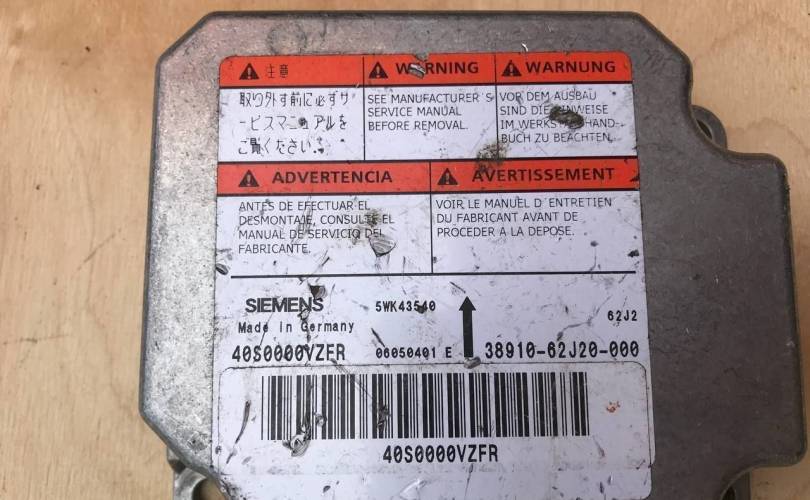 注意
取り外す前に必ずサ
ービスマニュアルを
ご覧ください。
WARNING
SEE MANUFACTURER'S
SERVICE MANUAL
BEFORE REMOVAL.
WARNUNG
VOR DEM AUSBAU
SIND DIE HINWEISE
IM WERKSTATTHAND-
BUCH ZU BEACHTEN.
ADVERTENCIA
ANTES DE EFECTUAR EL
DESMONTAJE, CONSULTE EL
MANUAL DE SERVICIO DEL
FABRICANTE.
AVERTISSEMENT
VOIR LE MANUEL D'ENTRETIEN
DU FABRICANT AVANT DE
PROCEDER A LA DEPOSE.
SIEMENS 5WK43540 62J2
Made in Germany
40S0000VZFR 06050401 E 38910-62J20-000
40S0000VZFR